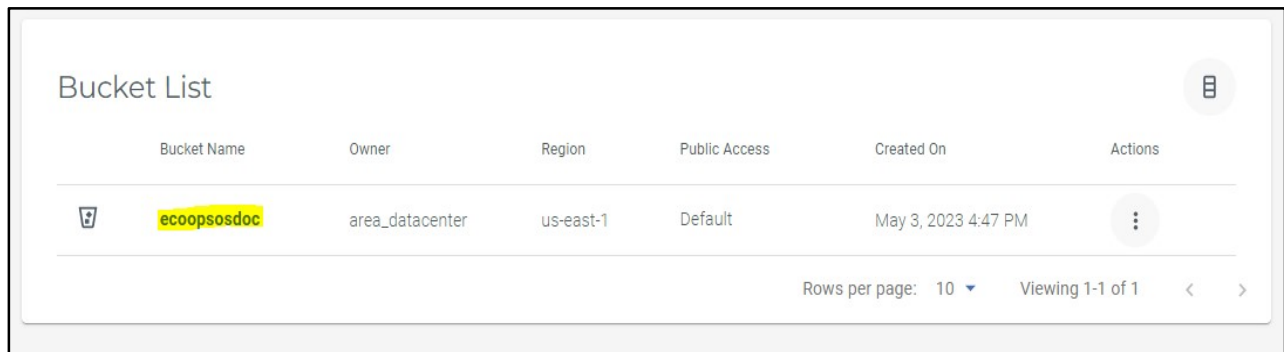 Bucket List
Bucket Name Owner Region Public Access Created On Actions
ecoopsosdoc area_datacenter us-east-1 Default May 3, 2023 4:47 PM
Rows per page: 10 Viewing 1-1 of 1